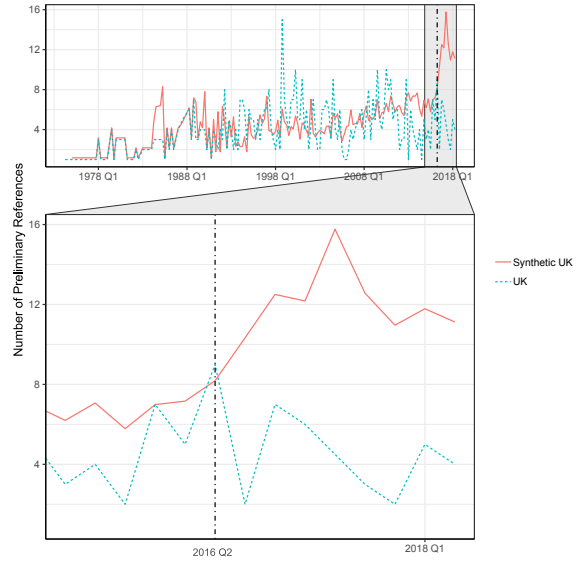 16
12
8
4
1978 Q1 1988 Q1 1998 Q1 2008 Q1 2018 Q1
Number of Preliminary References
16
12
8
4
2016 Q2 2018 Q1
Synthetic UK
UK